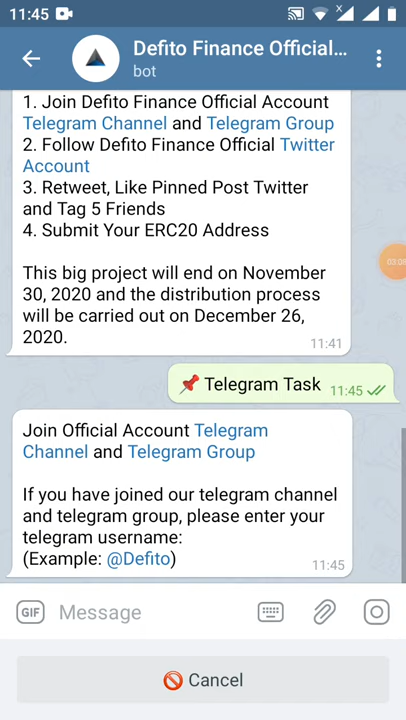 11:45
Defito Finance Official...
bot
1. Join Defito Finance Official Account
Telegram Channel and Telegram Group
2. Follow Defito Finance Official Twitter
Account
3. Retweet, Like Pinned Post Twitter
and Tag 5 Friends
4. Submit Your ERC20 Address
03:08
This big project will end on November
30, 2020 and the distribution process
will be carried out on December 26,
2020.
11:41
Telegram Task 11:45
Join Official Account Telegram
Channel and Telegram Group
If you have joined our telegram channel
and telegram group, please enter your
telegram username:
(Example: @Defito)
11:45
GIF Message
Cancel